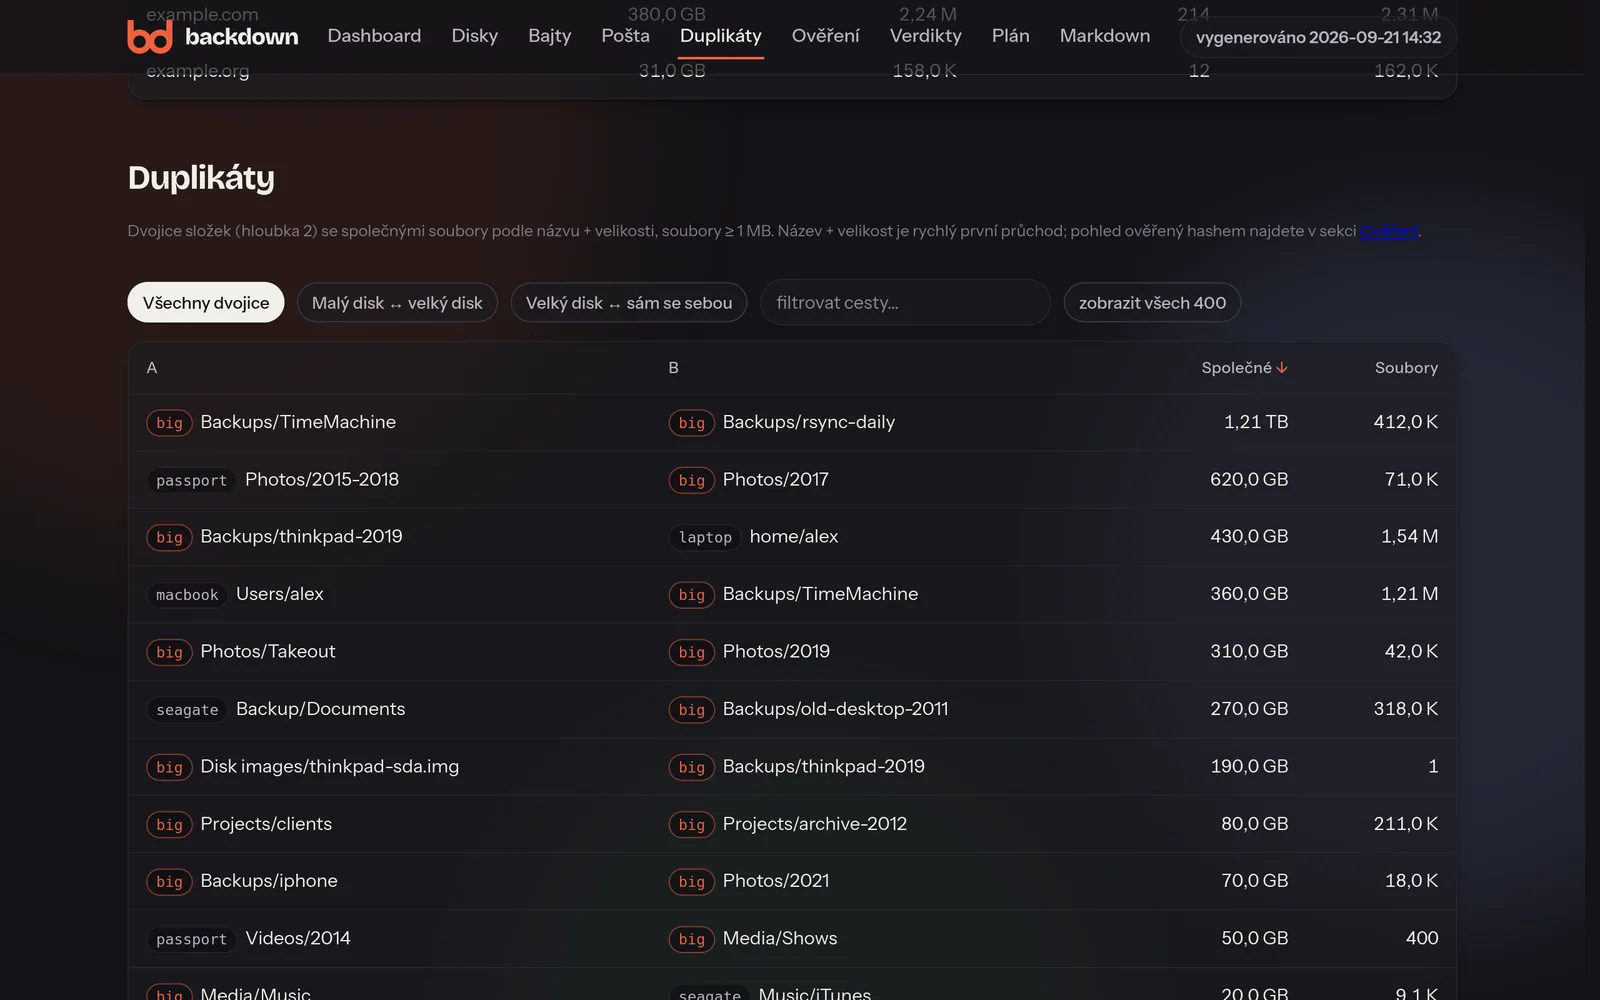 example.com 380,0 GB 2,24 M 214 2,31 M
bd backdown Dashboard Disky Bajty Pošta Duplikáty Ověření Verdikty Plán Markdown vygenerováno 2026-09-21 14:32
example.org 31,0 GB 158,0 K 12 162,0 K
Duplikáty
Dvojice složek (hloubka 2) se společnými soubory podle názvu + velikosti, soubory ≥ 1 MB. Název + velikost je rychlý první průchod; pohled ověřený hashem najdete v sekci Ověření.
Všechny dvojice Malý disk ↔ velký disk Velký disk ↔ sám se sebou filtrovat cesty... zobrazit všech 400
A B Společné ↓ Soubory
big Backups/TimeMachine big Backups/rsync-daily 1,21 TB 412,0 K
passport Photos/2015-2018 big Photos/2017 620,0 GB 71,0 K
big Backups/thinkpad-2019 laptop home/alex 430,0 GB 1,54 M
macbook Users/alex big Backups/TimeMachine 360,0 GB 1,21 M
big Photos/Takeout big Photos/2019 310,0 GB 42,0 K
seagate Backup/Documents big Backups/old-desktop-2011 270,0 GB 318,0 K
big Disk images/thinkpad-sda.img big Backups/thinkpad-2019 190,0 GB 1
big Projects/clients big Projects/archive-2012 80,0 GB 211,0 K
big Backups/iphone big Photos/2021 70,0 GB 18,0 K
passport Videos/2014 big Media/Shows 50,0 GB 400
big Media/Music seagate Music/iTunes 20,0 GB 9,1 K